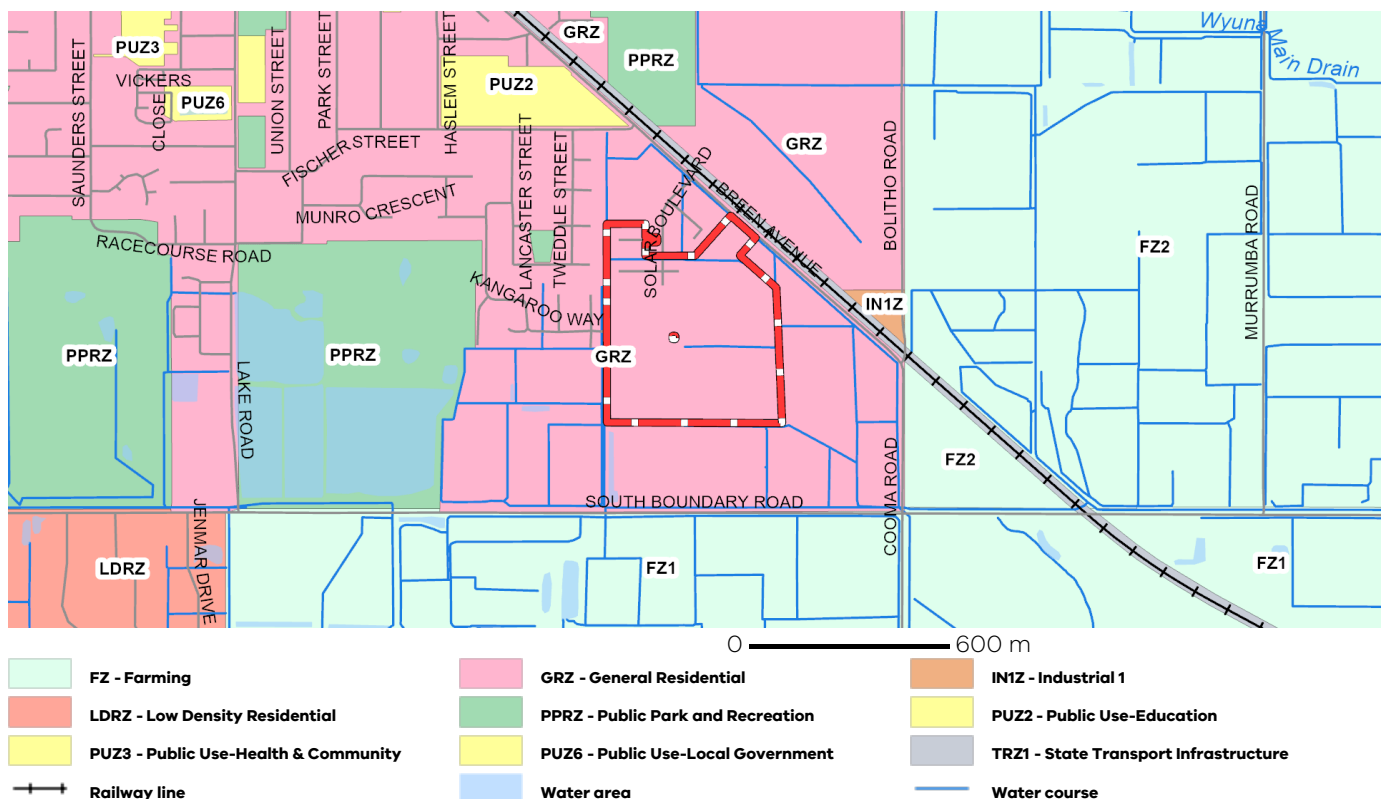 Wyuna
Main Drain
GRZ
PUZ3
PPRZ
VICKERS
PUZ2
PUZ6
SAUNDERS STREET
CLOSE
UNION STREET
PARK STREET
HASLEM STREET
FISCHER STREET
LANCASTER STREET
TWEDDLE STREET
GRZ
BOLITHO ROAD
MUNRO CRESCENT
SOLAR BOULEVARD
BREEN AVENUE
MURRUMBA ROAD
RACECOURSE ROAD
FZ2
KANGAROO WAY
IN1Z
PPRZ
PPRZ
GRZ
LAKE ROAD
FZ2
SOUTH BOUNDARY ROAD
COOMA ROAD
JENMAR DRIVE
LDRZ
FZ1
FZ1
0 600 m
FZ - Farming
GRZ - General Residential
IN1Z - Industrial 1
LDRZ - Low Density Residential
PPRZ - Public Park and Recreation
PUZ2 - Public Use-Education
PUZ3 - Public Use-Health & Community
PUZ6 - Public Use-Local Government
TRZ1 - State Transport Infrastructure
Railway line
Water area
Water course